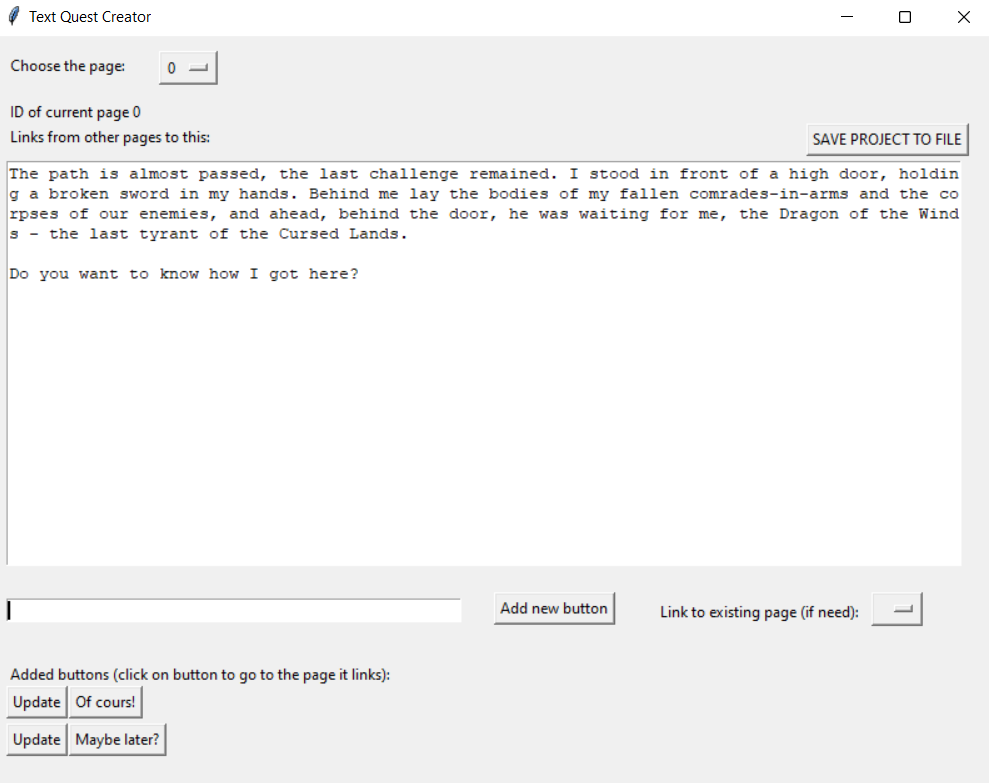 Text Quest Creator
Choose the page: 0
ID of current page 0
Links from other pages to this:
SAVE PROJECT TO FILE
The path is almost passed, the last challenge remained. I stood in front of a high door, holdin
g a broken sword in my hands. Behind me lay the bodies of my fallen comrades-in-arms and the co
rpses of our enemies, and ahead, behind the door, he was waiting for me, the Dragon of the Wind
s - the last tyrant of the Cursed Lands.
Do you want to know how I got here?
Add new button Link to existing page (if need):
Added buttons (click on button to go to the page it links):
Update Of cours!
Update Maybe later?